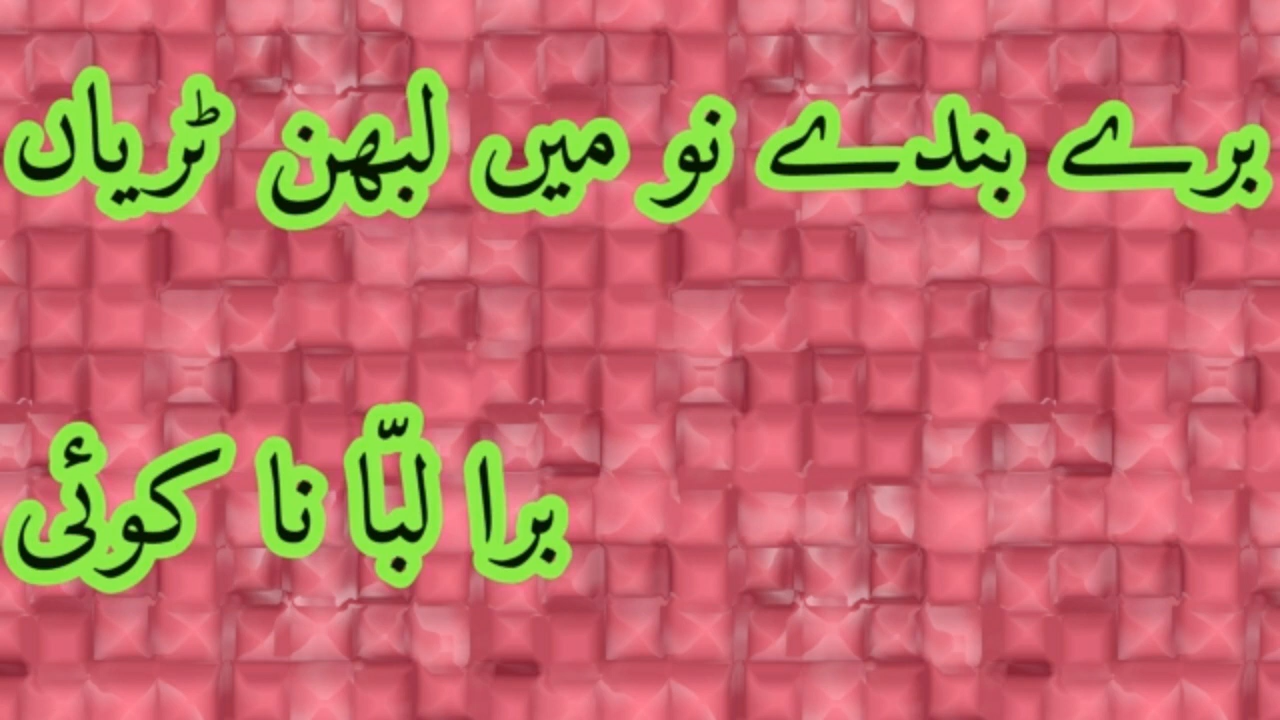 برے بندے نو میں لبھن ٹریاں
برا لبّا نا کوئی